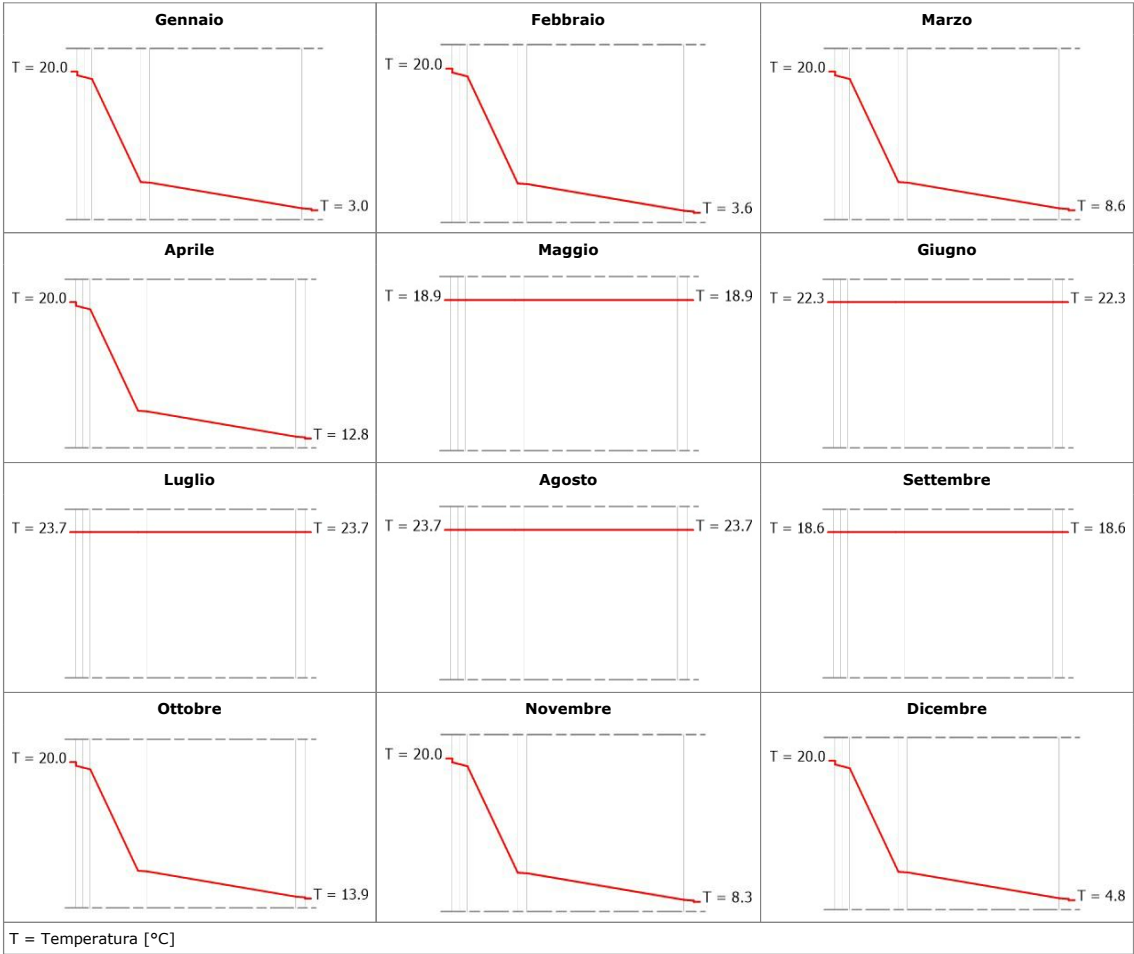 Gennaio
T = 20.0
T = 3.0
Febbraio
T = 20.0
T = 3.6
Marzo
T = 20.0
T = 8.6
Aprile
T = 20.0
T = 12.8
Maggio
T = 18.9
T = 18.9
Giugno
T = 22.3
T = 22.3
Luglio
T = 23.7
T = 23.7
Agosto
T = 23.7
T = 23.7
Settembre
T = 18.6
T = 18.6
Ottobre
T = 20.0
T = 13.9
Novembre
T = 20.0
T = 8.3
Dicembre
T = 20.0
T = 4.8
T = Temperatura [°C]